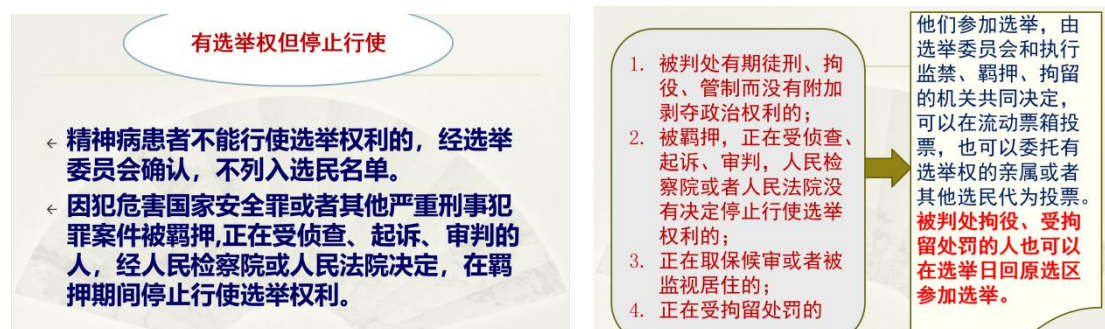 有选举权但停止行使
精神病患者不能行使选举权利的，经选举
委员会确认，不列入选民名单。
因犯危害国家安全罪或者其他严重刑事犯
罪案件被羁押,正在受侦查、起诉、审判的
人，经人民检察院或人民法院决定，在羁
押期间停止行使选举权利。
1. 被判处有期徒刑、拘
役、管制而没有附加
剥夺政治权利的；
2. 被羁押，正在受侦查、
起诉、审判，人民检
察院或者人民法院没
有决定停止行使选举
权利的；
3. 正在取保候审或者被
监视居住的；
4. 正在受拘留处罚的
他们参加选举，由
选举委员会和执行
监禁、羁押、拘留
的机关共同决定，
可以在流动票箱投
票，也可以委托有
选举权的亲属或者
其他选民代为投票。
被判处拘役、受拘
留处罚的人也可以
在选举日回原选区
参加选举。